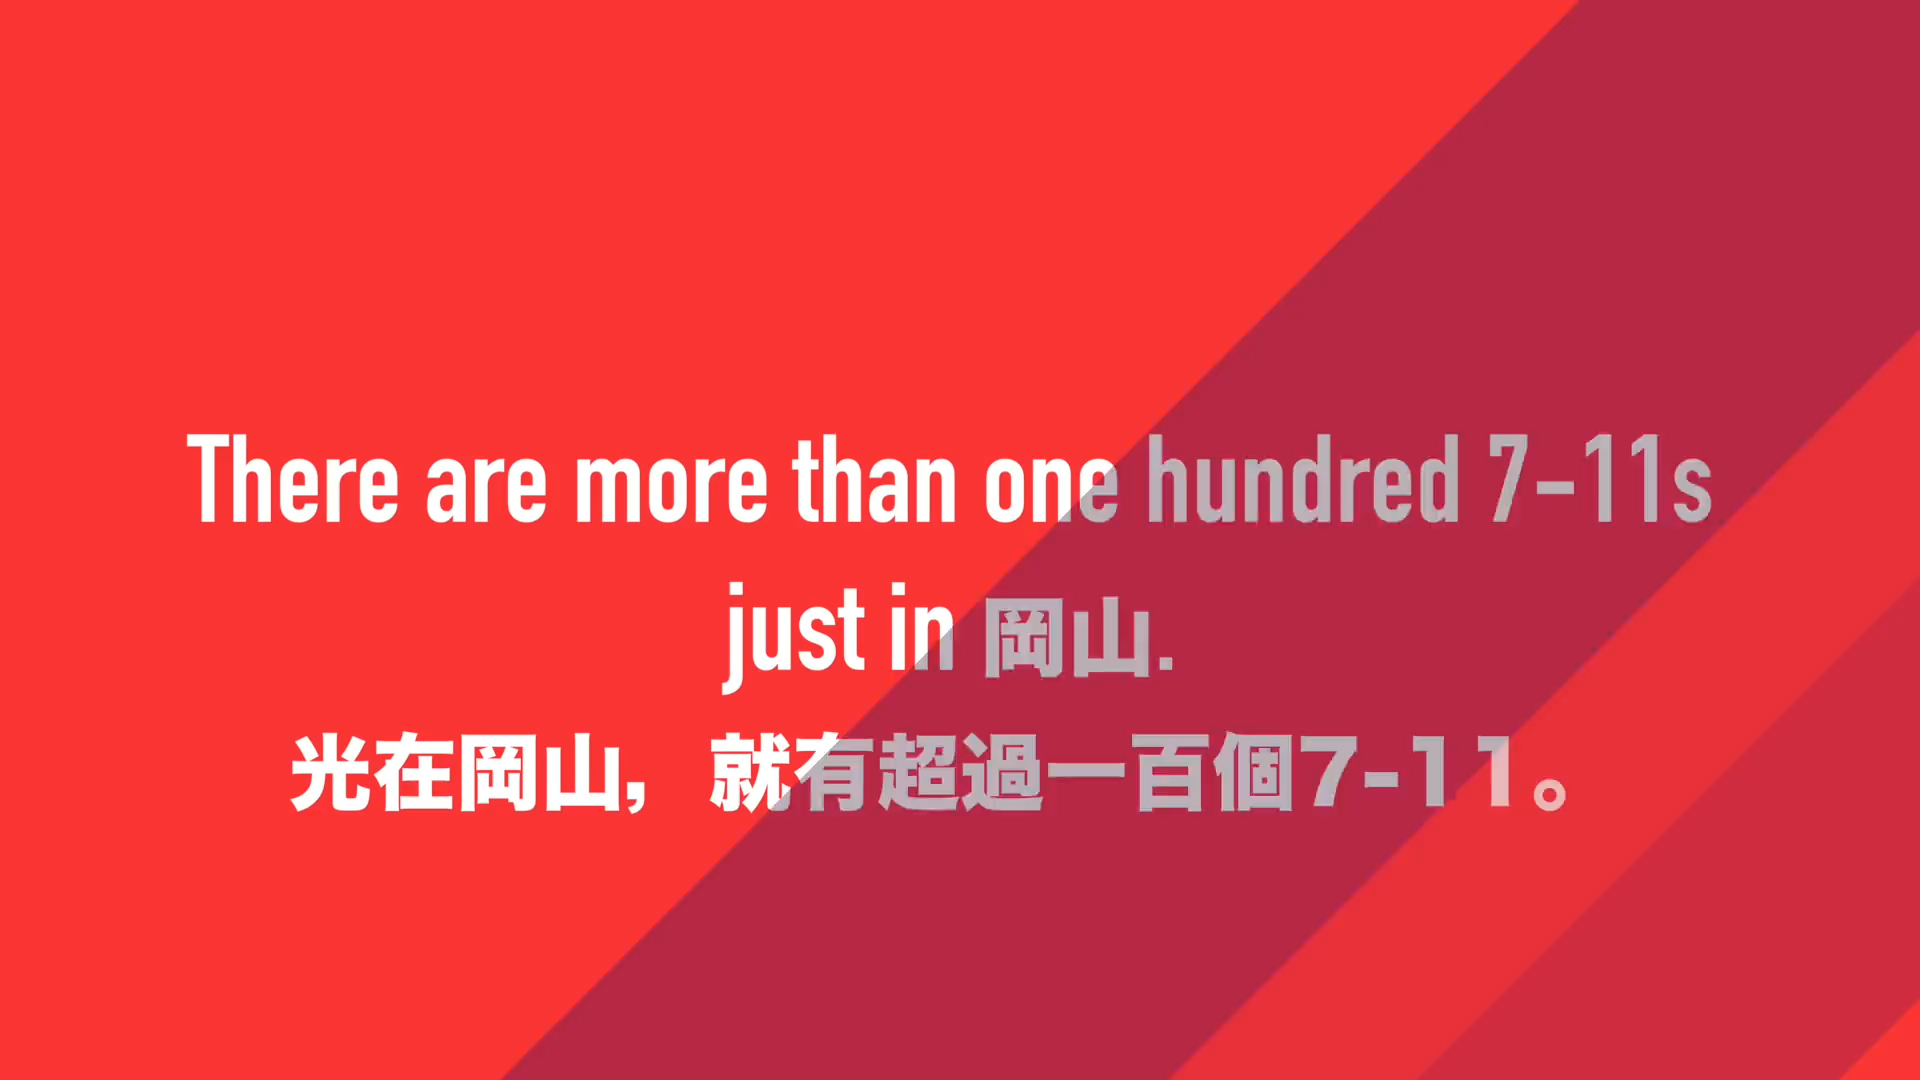 There are more than one hundred 7-11s
just in 岡山.
光在岡山，就有超過一百個7-11。